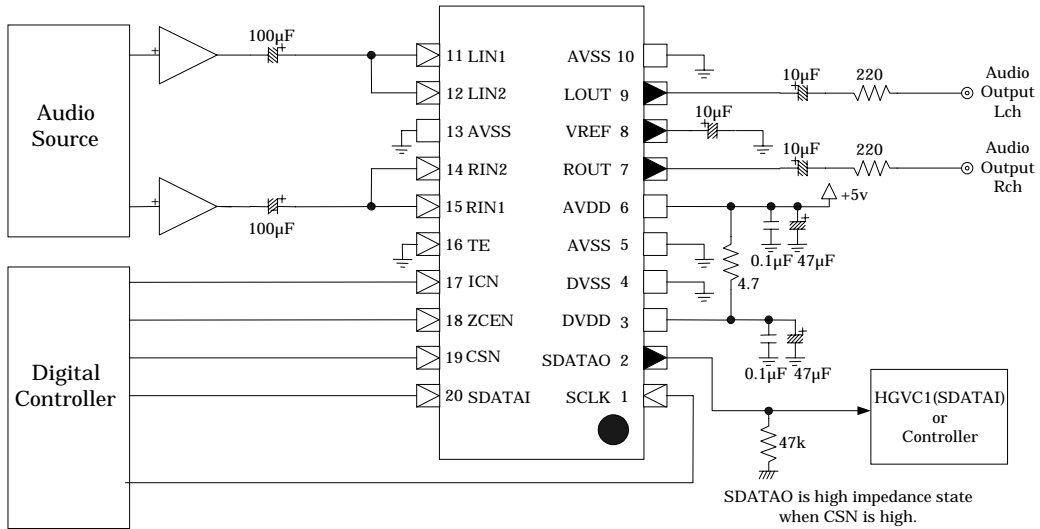 Audio
Source
Digital
Controller
100μF
100μF
11 LIN1
12 LIN2
13 AVSS
14 RIN2
15 RIN1
16 TE
17 ICN
18 ZCEN
19 CSN
20 SDATAI
AVSS 10
LOUT 9
VREF 8
ROUT 7
AVDD 6
AVSS 5
DVSS 4
DVDD 3
SDATAO 2
SCLK 1
10μF
220
Audio
Output
Lch
10μF
10μF
220
Audio
Output
Rch
+5v
0.1μF 47μF
4.7
0.1μF 47μF
HGVC1(SDATAI)
or
Controller
47k
SDATAO is high impedance state
when CSN is high.